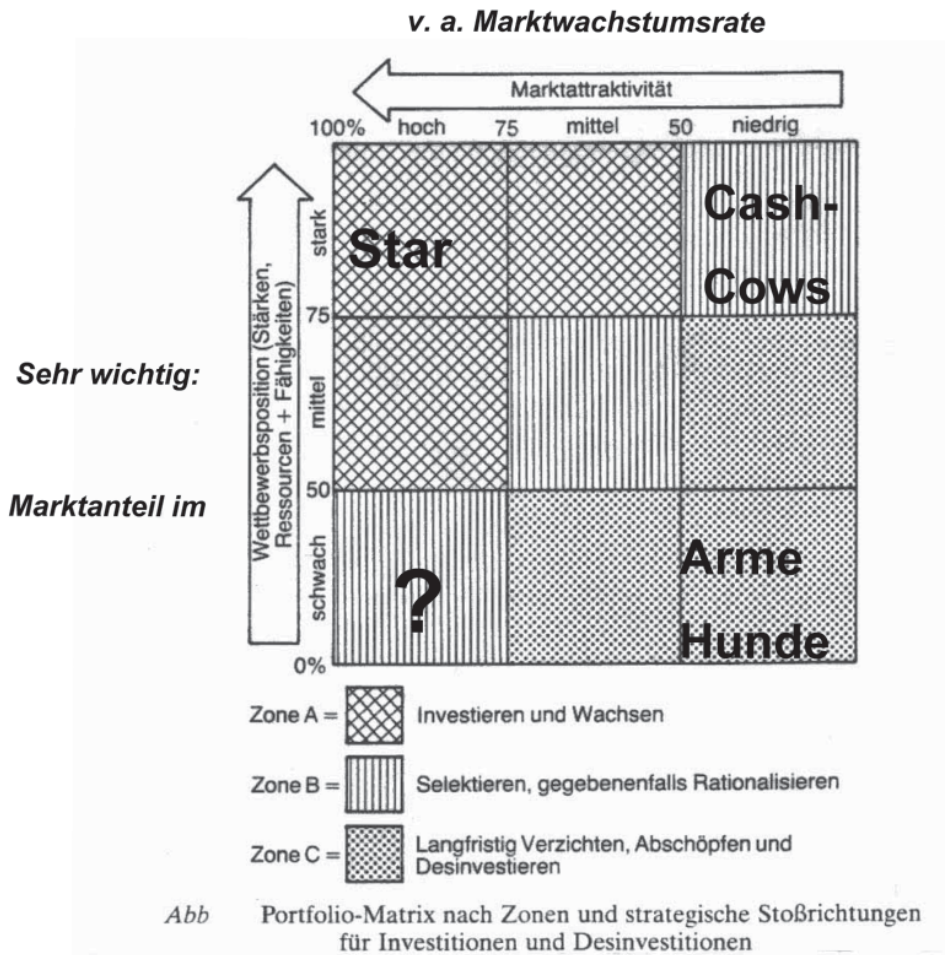 v. a. Marktwachstumsrate
Marktattraktivität
100% hoch 75 mittel 50 niedrig
Wettbewerbsposition (Stärken,
Ressourcen + Fähigkeiten)
stark
75
mittel
50
schwach
0%
Star
Cash-
Cows
Sehr wichtig:
Marktanteil im
?
Arme
Hunde
Zone A = Investieren und Wachsen
Zone B = Selektieren, gegebenenfalls Rationalisieren
Zone C = Langfristig Verzichten, Abschöpfen und
Desinvestieren
Abb Portfolio-Matrix nach Zonen und strategische Stoßrichtungen
für Investitionen und Desinvestitionen